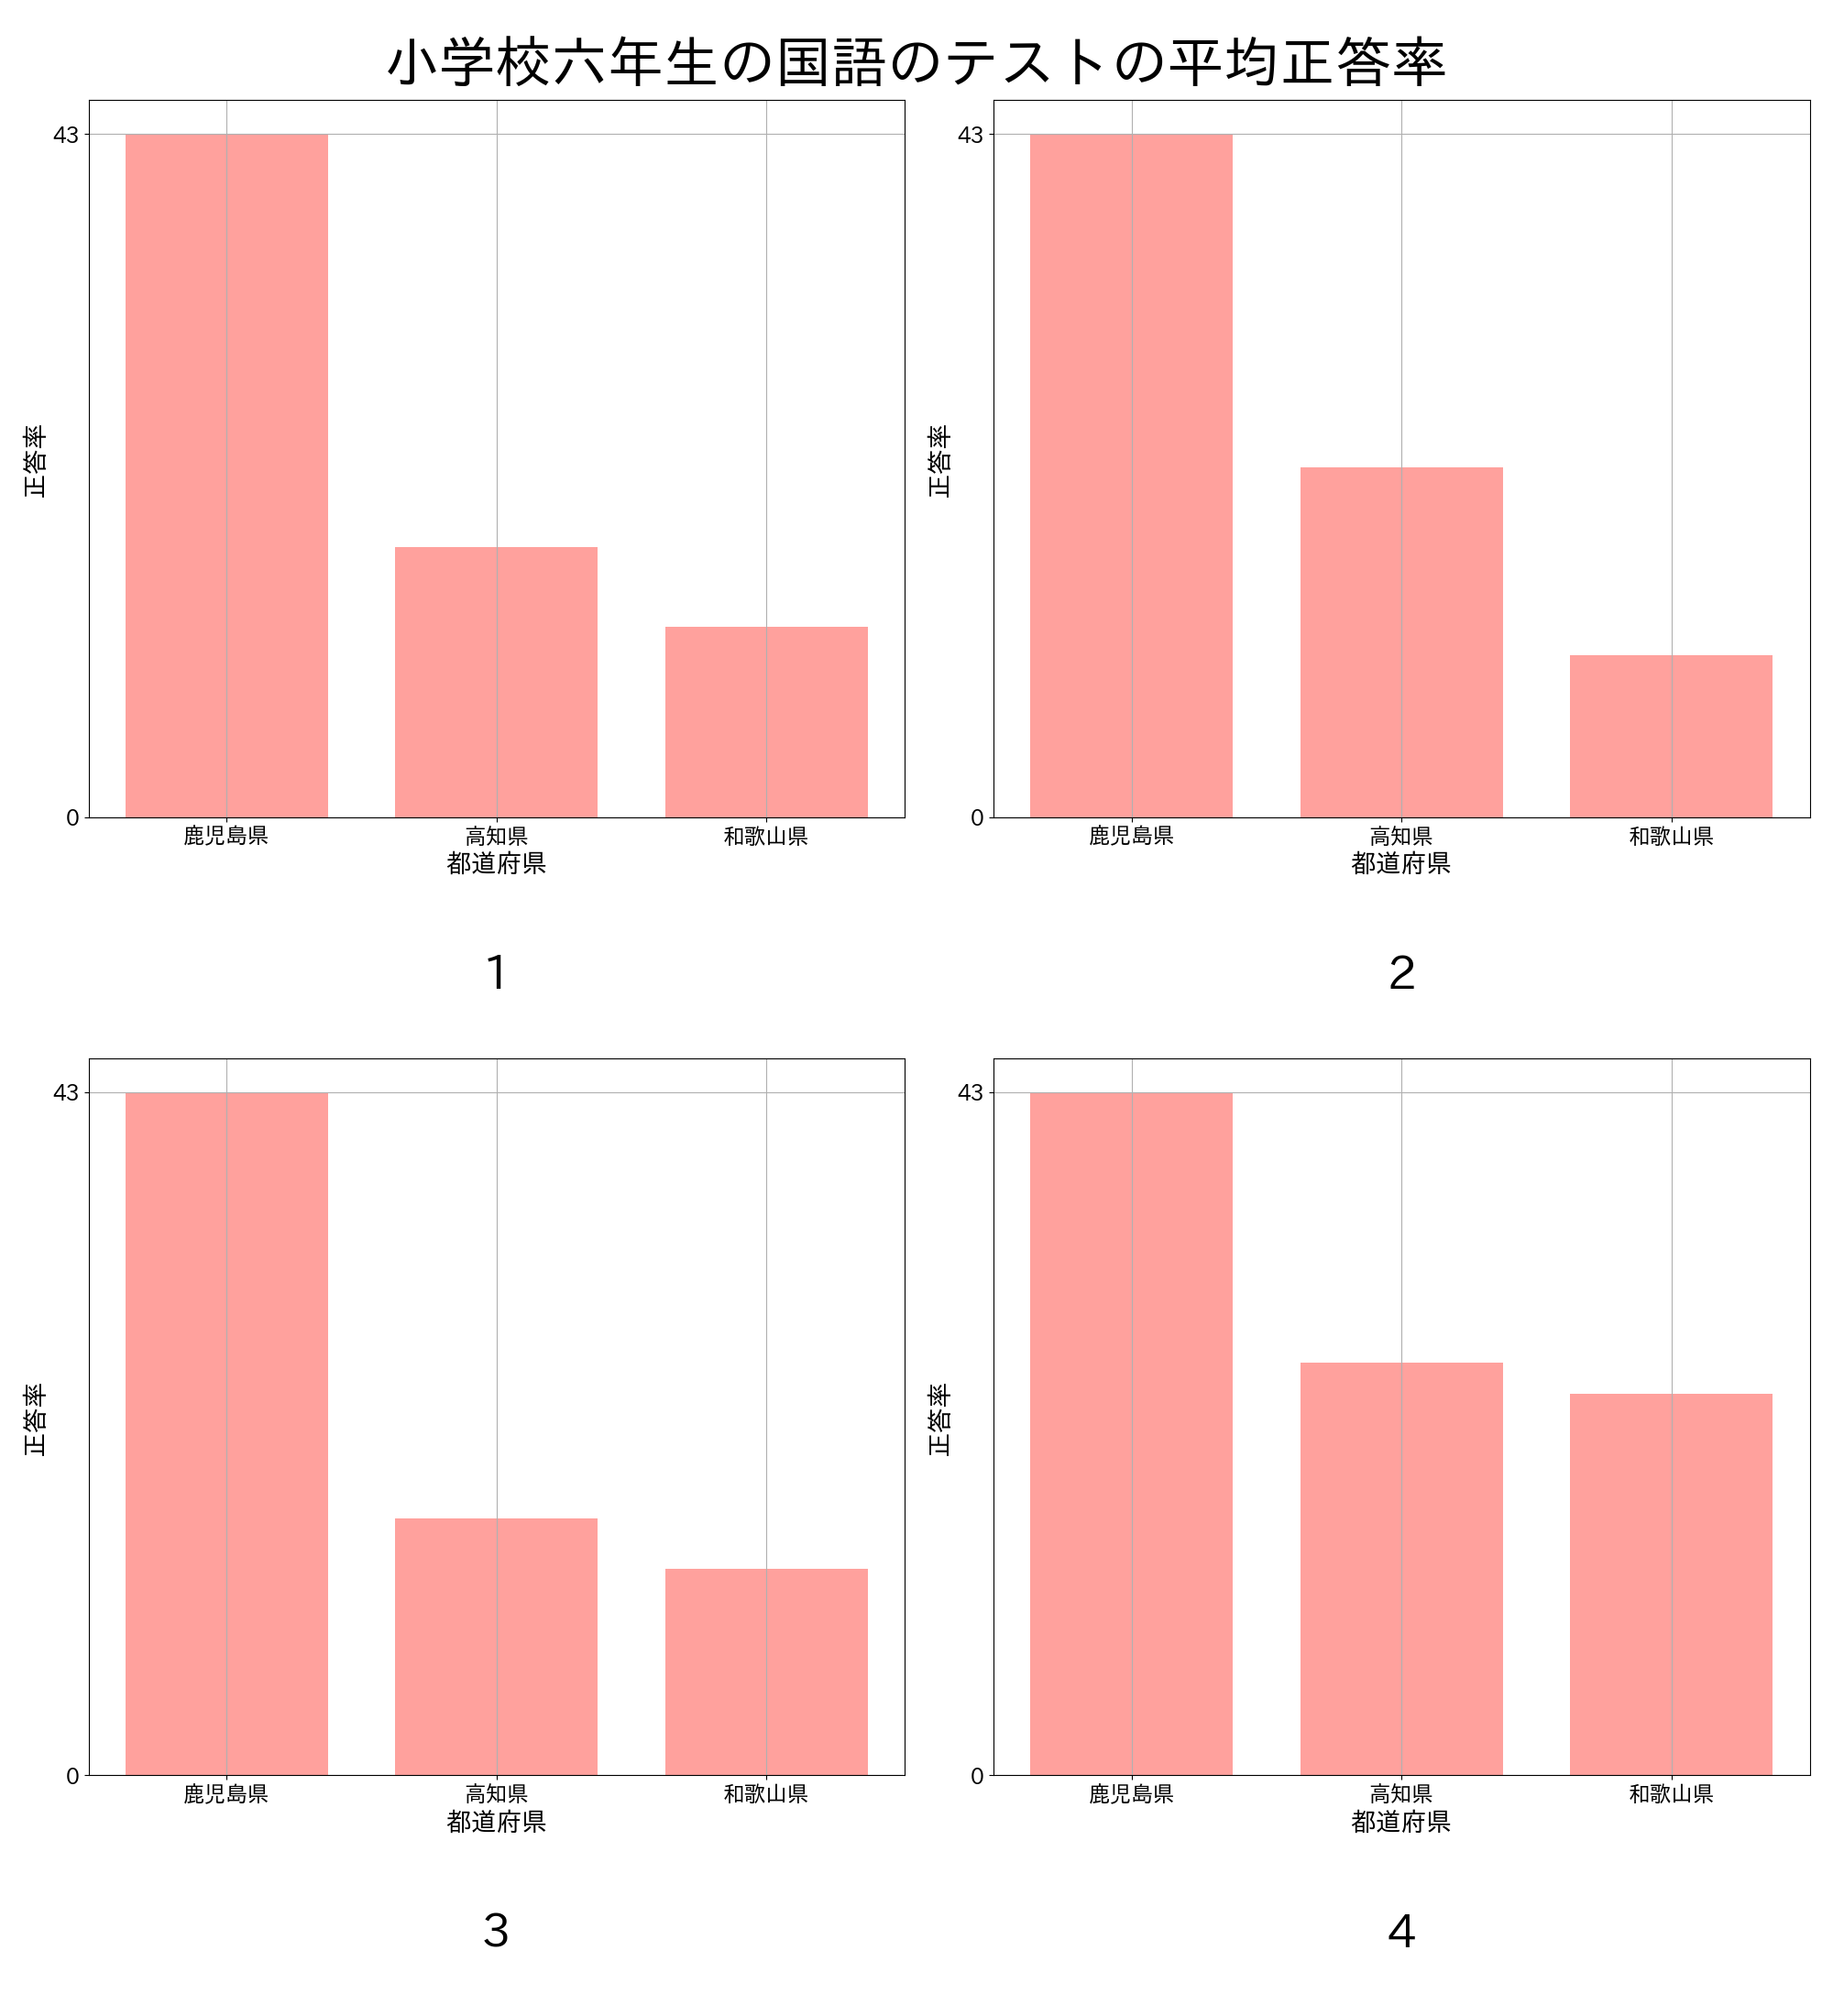 小学校六年生の国語のテストの平均正答率
43
正答率
0
鹿児島県 高知県 和歌山県
都道府県
1
43
正答率
0
鹿児島県 高知県 和歌山県
都道府県
2
43
正答率
0
鹿児島県 高知県 和歌山県
都道府県
3
43
正答率
0
鹿児島県 高知県 和歌山県
都道府県
4